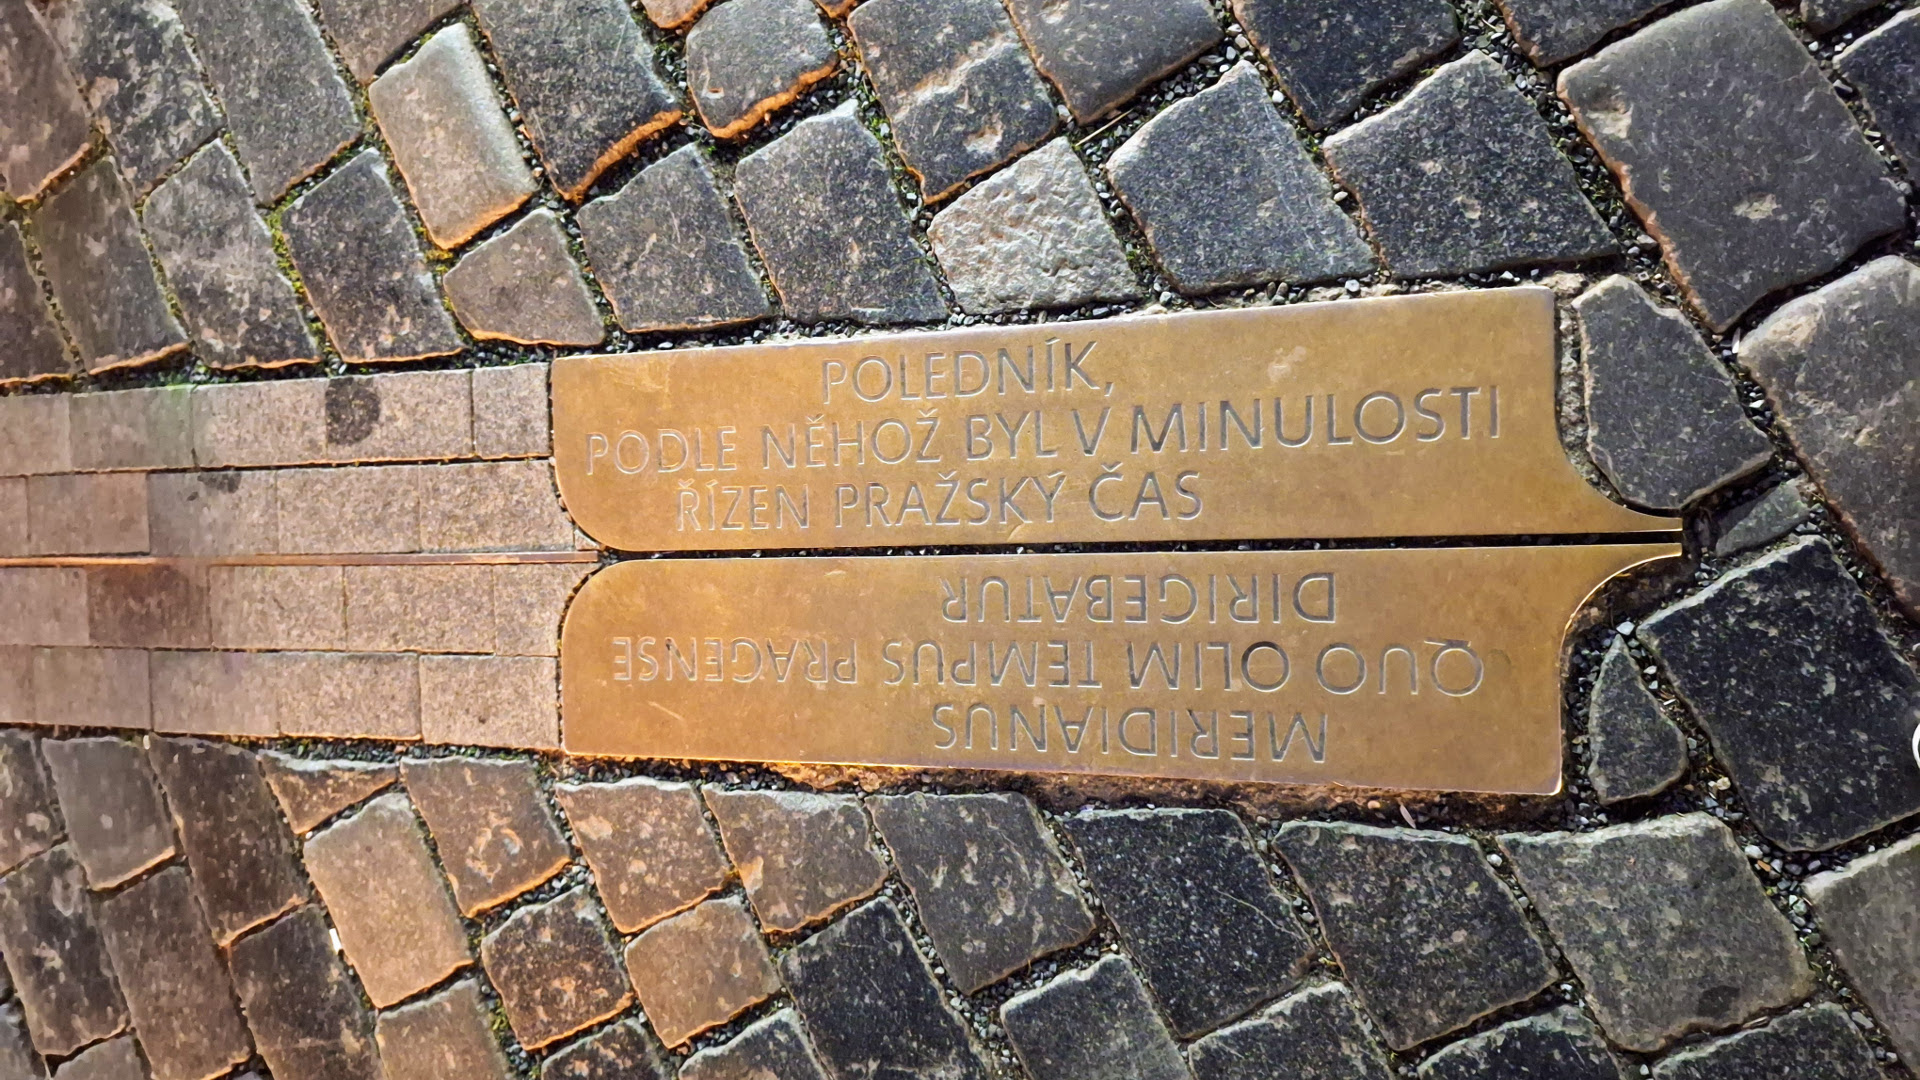 POLEDNÍK,
PODLE NĚHOŽ BYL V MINULOSTI
ŘÍZEN PRAŽSKÝ ČAS
MERIDIANUS
QUO OLIM TEMPUS PRAGENSE
DIRIGEBATUR